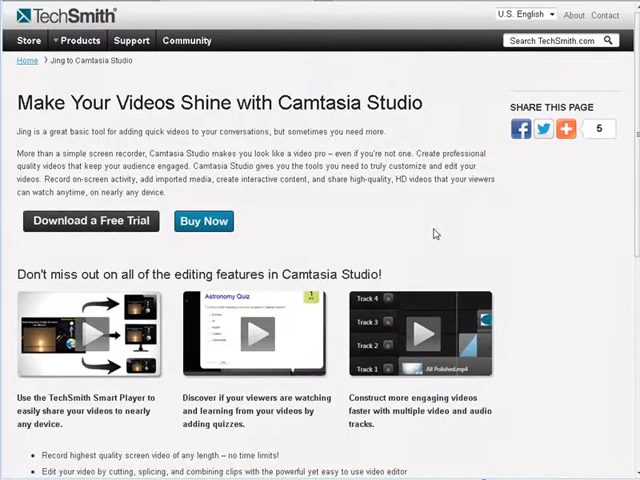 TechSmith
U.S. English
About Contact
Store Products Support Community
Search TechSmith.com
Home 〉 Jing to Camtasia Studio
Make Your Videos Shine with Camtasia Studio
SHARE THIS PAGE
5
Jing is a great basic tool for adding quick videos to your conversations, but sometimes you need more.
More than a simple screen recorder, Camtasia Studio makes you look like a video pro – even if you're not one. Create professional
quality videos that keep your audience engaged. Camtasia Studio gives you the tools you need to truly customize and edit your
videos. Record on-screen activity, add imported media, create interactive content, and share high-quality, HD videos that your viewers
can watch anytime, on nearly any device.
Download a Free Trial
Buy Now
Don't miss out on all of the editing features in Camtasia Studio!
Astronomy Quiz
Track 4
Track 3
Track 2
Track 1
All Polished.mp4
Use the TechSmith Smart Player to
easily share your videos to nearly
any device.
Discover if your viewers are watching
and learning from your videos by
adding quizzes.
Construct more engaging videos
faster with multiple video and audio
tracks.
Record highest quality screen video of any length – no time limits!
Edit your video by cutting, splicing, and combining clips with the powerful yet easy to use video editor